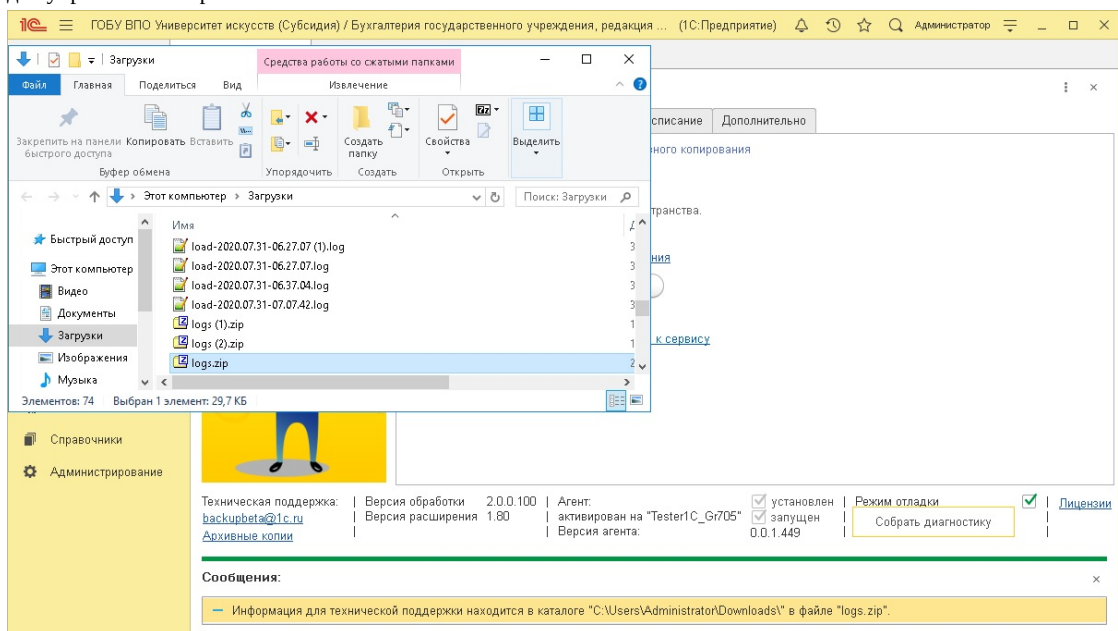 ГОБУ ВПО Университет искусств (Субсидия) / Бухгалтерия государственного учреждения, редакция ... (1С:Предприятие)
Администратор
Загрузки
Средства работы со сжатыми папками
Файл Главная Поделиться Вид Извлечение
Закрепить на панели быстрого доступа
Копировать
Вставить
Создать папку
Свойства
Выделить
Буфер обмена
Упорядочить
Создать
Открыть
Этот компьютер > Загрузки
Поиск: Загрузки
Имя
Быстрый доступ
Этот компьютер
Видео
Документы
Загрузки
Изображения
Музыка
load-2020.07.31-06.27.07 (1).log
load-2020.07.31-06.27.07.log
load-2020.07.31-06.37.04.log
load-2020.07.31-07.07.42.log
logs (1).zip
logs (2).zip
logs.zip
Элементов: 74 Выбран 1 элемент: 29,7 КБ
списание Дополнительно
ного копирования
транства.
ния
к сервису
Справочники
Администрирование
Техническая поддержка:
backupbeta@1c.ru
Архивные копии
Версия обработки 2.0.0.100
Версия расширения 1.80
Агент: установлен
активирован на "Tester1C_Gr705" запущен
Версия агента: 0.0.1.449
Режим отладки
Собрать диагностику
Лицензии
Сообщения:
– Информация для технической поддержки находится в каталоге "C:\Users\Administrator\Downloads\" в файле "logs.zip".